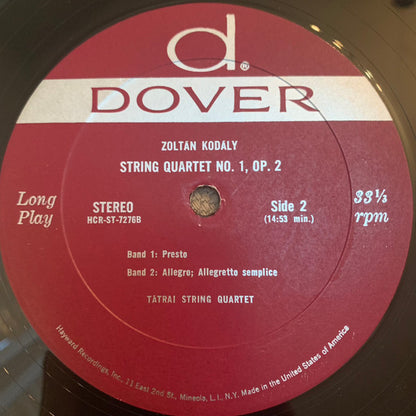 d®
DOVER
ZOLTÁN KODÁLY
STRING QUARTET NO. 1, OP. 2
Long
Play
STEREO
HCR-ST-7276B
Side 2
(14:53 min.)
33⅓
rpm
Band 1: Presto
Band 2: Allegro; Allegretto semplice
TÁTRAI STRING QUARTET
Hayward Recordings, Inc., 11 East 2nd St., Mineola, L.I., N.Y. Made in the United States of America